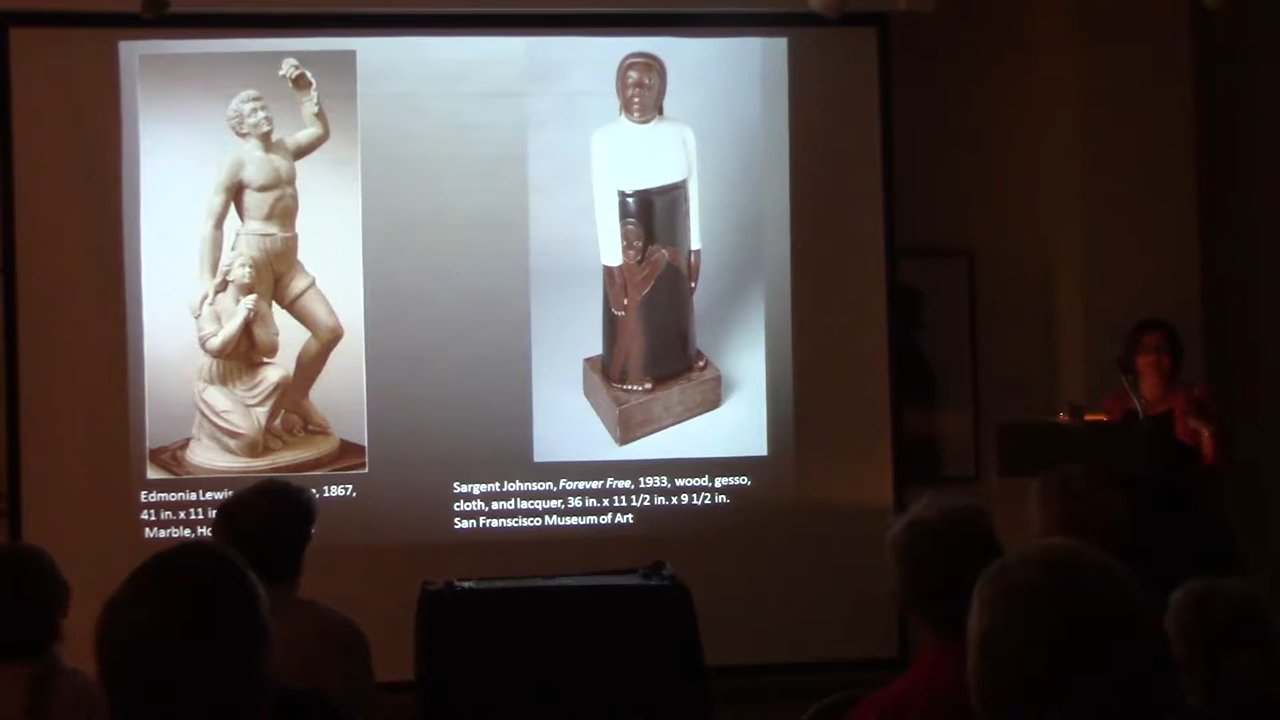 Edmonia Lewis 1867,
41 in. x 11 in
Marble,
Sargent Johnson, Forever Free, 1933, wood, gesso,
cloth, and lacquer, 36 in. x 11 1/2 in. x 9 1/2 in.
San Franscisco Museum of Art